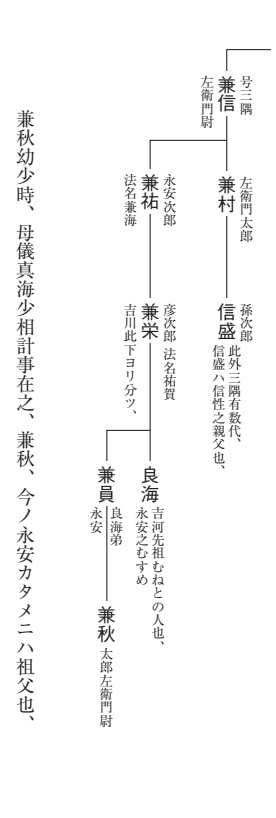 号三隅
兼信
左衛門尉
左衛門太郎
兼村
孫次郎
信盛
此外三隅有数代、
信盛ハ信性之親父也、
永安次郎
兼祐
法名兼海
彦次郎 法名祐賀
兼栄
吉川此下ヨリ分ツ、
良海
吉河先祖むねとの人也、
永安之むすめ
兼員
良海弟
永安
兼秋
太郎左衛門尉
兼秋幼少時、母儀真海少相計事在之、兼秋、今ノ永安カタメニハ祖父也、